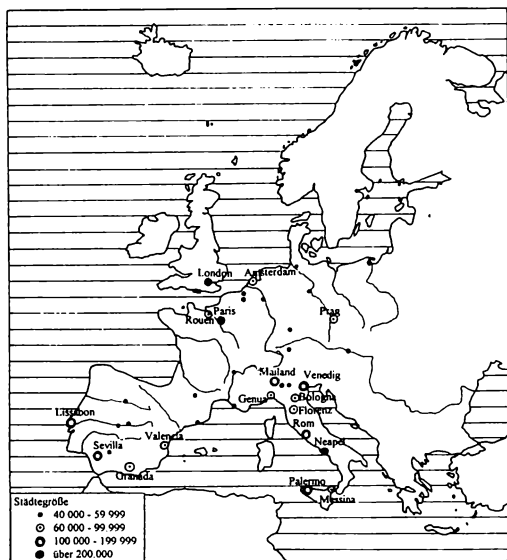 London
Amsterdam
Paris
Rouen
Prag
Mailand
Venedig
Genua
Bologna
Florenz
Rom
Neapel
Lissabon
Sevilla
Valencia
Granada
Palermo
Messina
Städtegröße
40 000 - 59 999
60 000 - 99.999
100 000 - 199 999
über 200.000